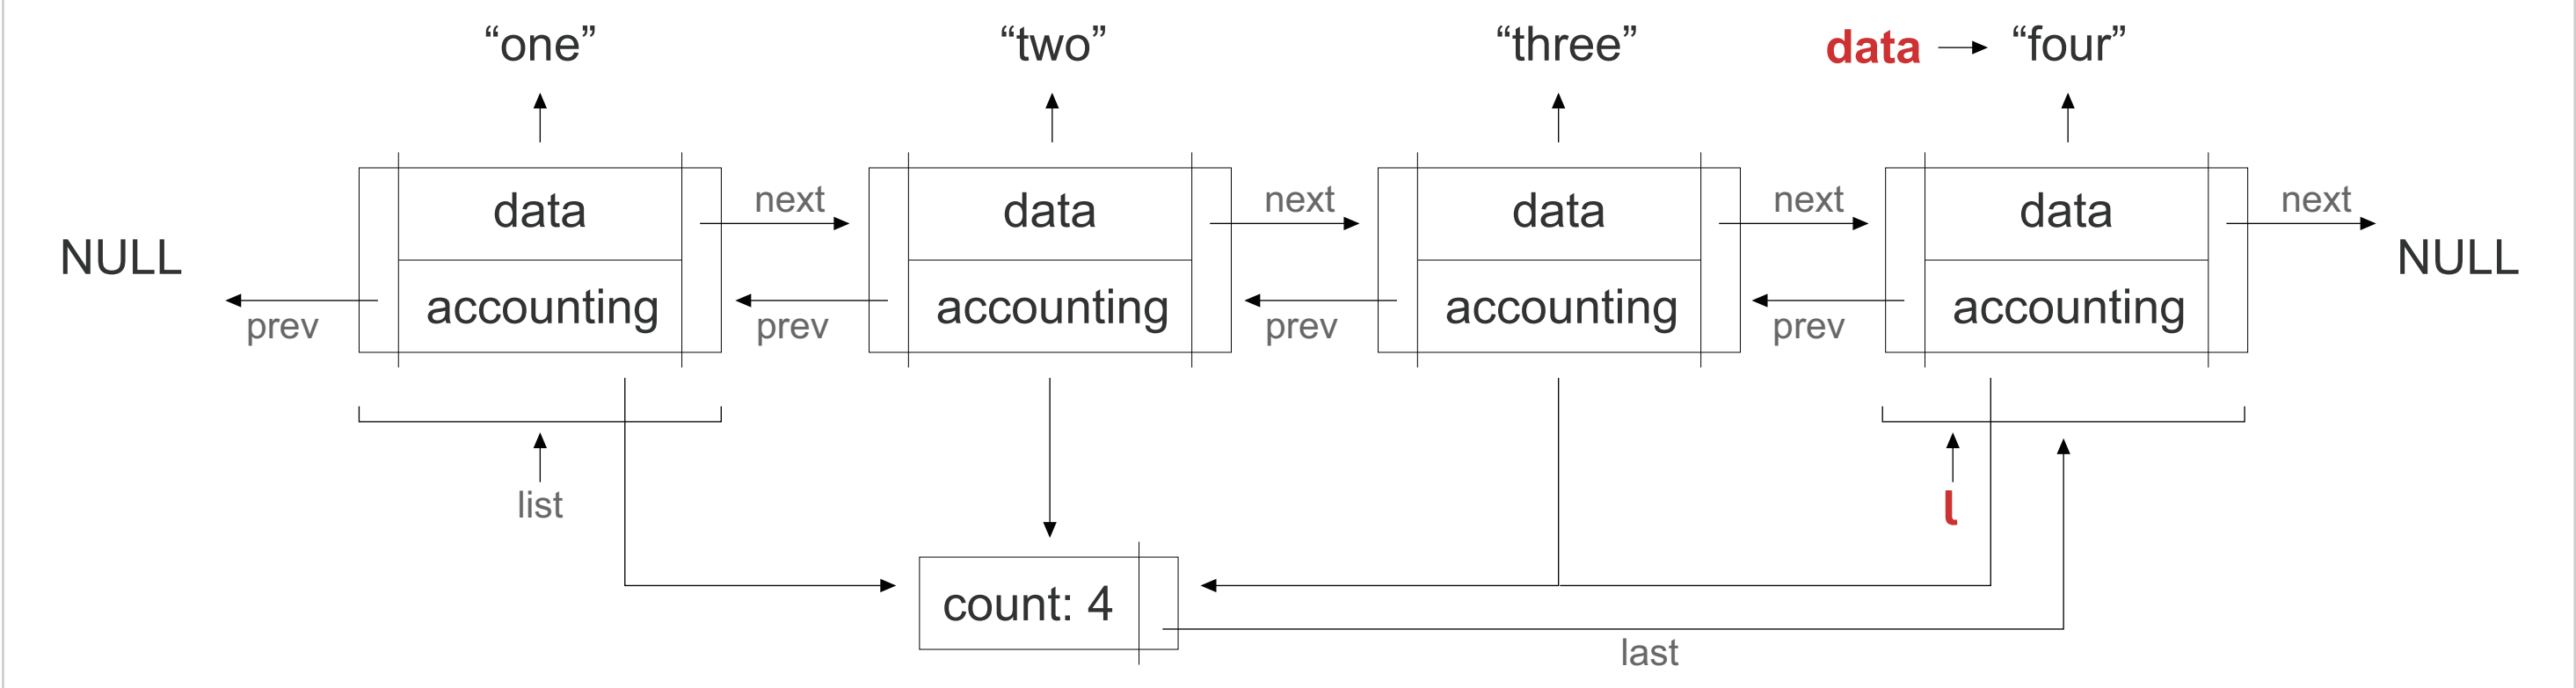 “one” “two” “three” data “four”
data next data next data next data next
NULL NULL
accounting accounting accounting accounting
prev prev prev prev
list l
count: 4
last